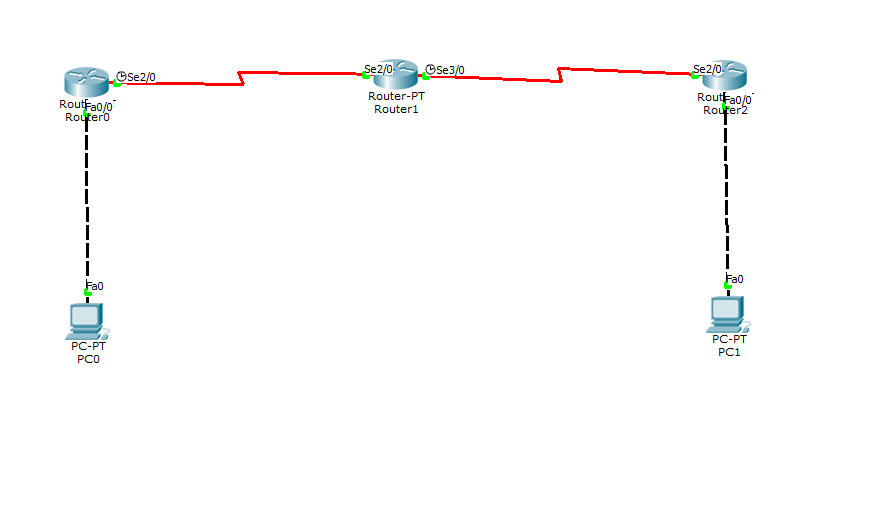 Se2/0
Se2/0
Se3/0
Se2/0
Fa0/0
Router0
Router-PT
Router1
Fa0/0
Router2
Fa0
PC-PT
PC0
Fa0
PC-PT
PC1